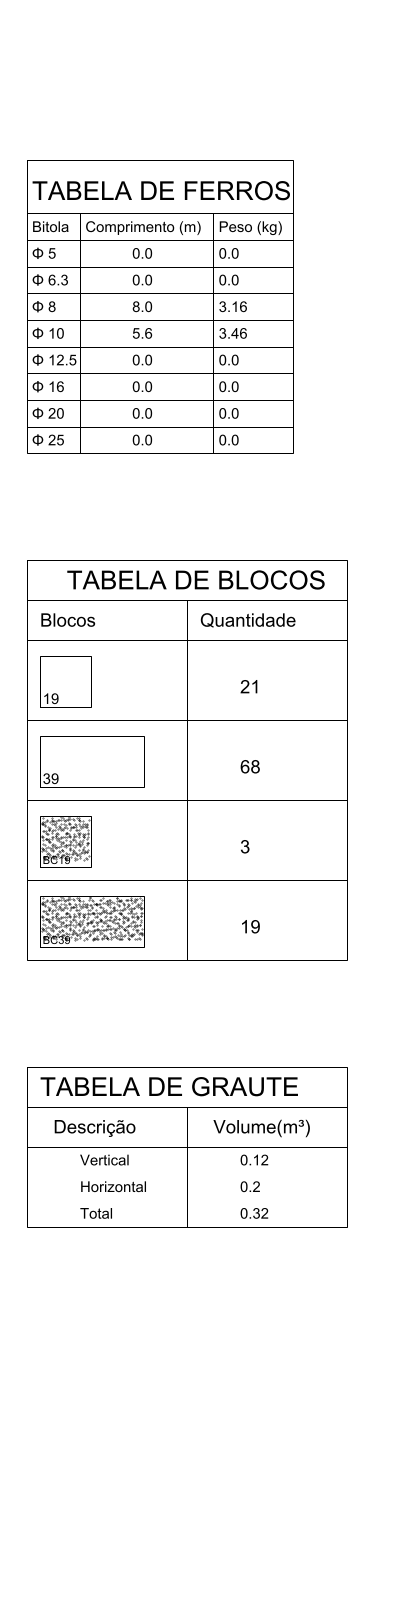 TABELA DE FERROS
Bitola Comprimento (m) Peso (kg)
Φ 5 0.0 0.0
Φ 6.3 0.0 0.0
Φ 8 8.0 3.16
Φ 10 5.6 3.46
Φ 12.5 0.0 0.0
Φ 16 0.0 0.0
Φ 20 0.0 0.0
Φ 25 0.0 0.0
TABELA DE BLOCOS
Blocos Quantidade
19 21
39 68
BC19 3
BC39 19
TABELA DE GRAUTE
Descrição Volume(m³)
Vertical 0.12
Horizontal 0.2
Total 0.32